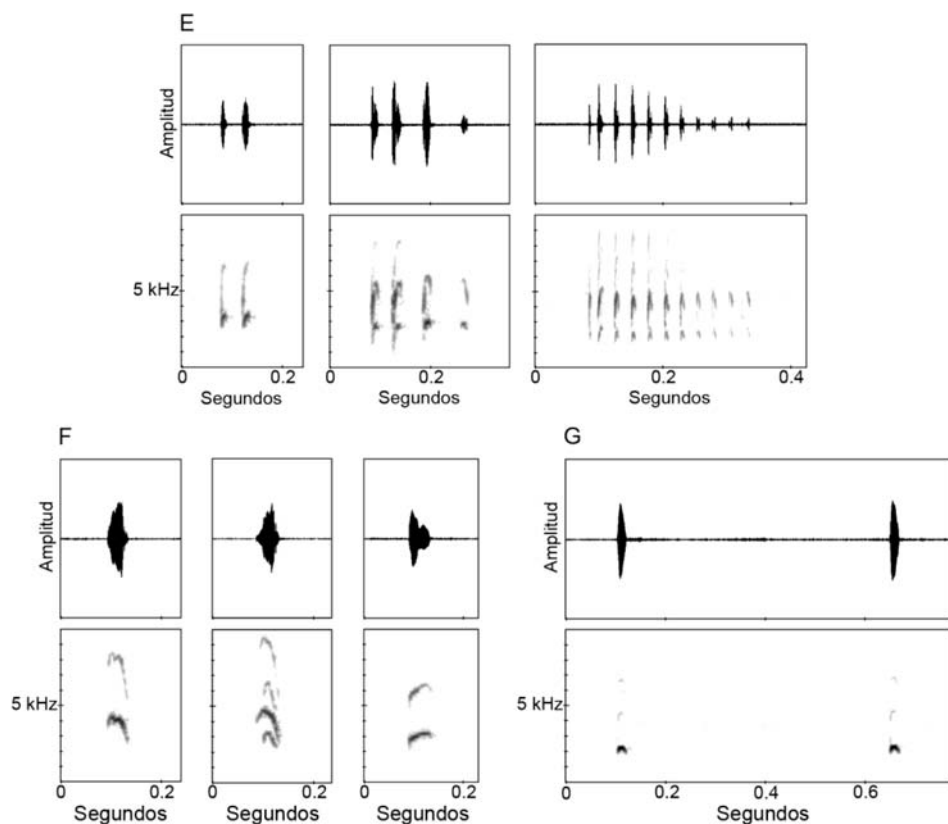 E
Amplitud
5 kHz
0 0.2 0 0.2 0 0.2 0.4
Segundos Segundos Segundos
F G
Amplitud Amplitud
5 kHz 5 kHz
0 0.2 0 0.2 0 0.2 0 0.2 0.4 0.6
Segundos Segundos Segundos Segundos